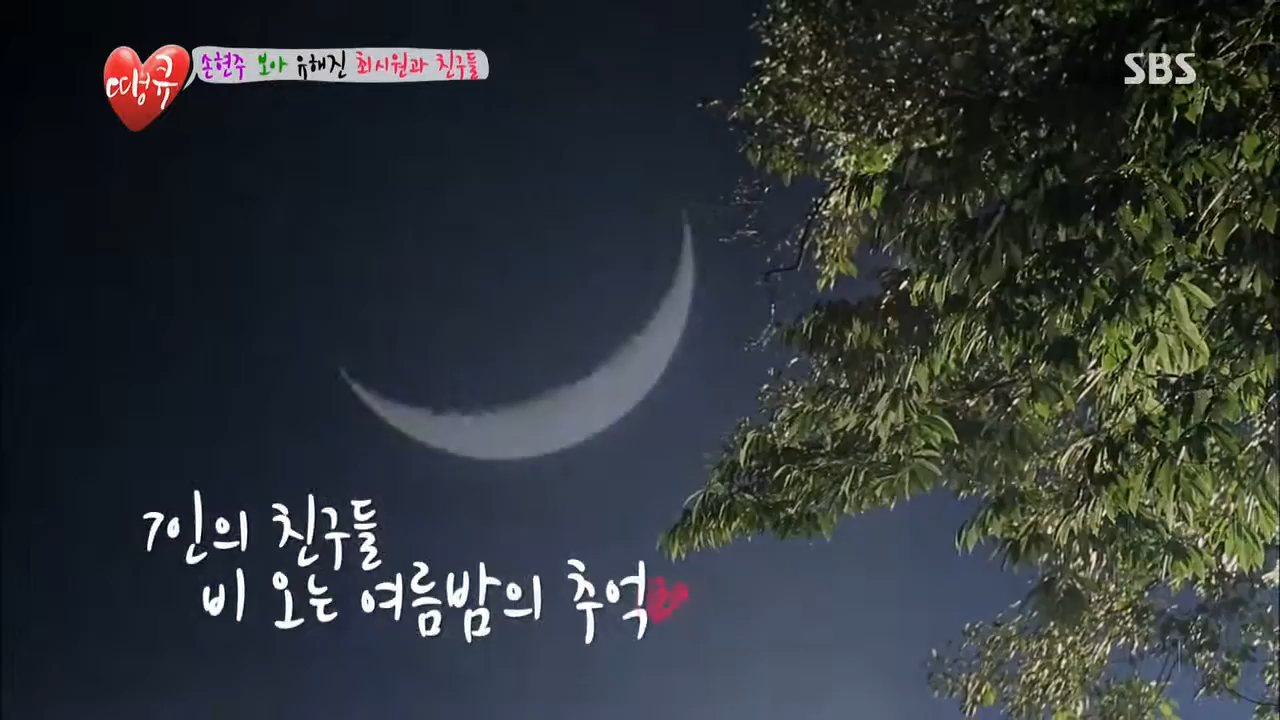 땡큐
손현주 보아 유해진 최시원과 친구들
SBS
7인의 친구들
비 오는 여름밤의 추억